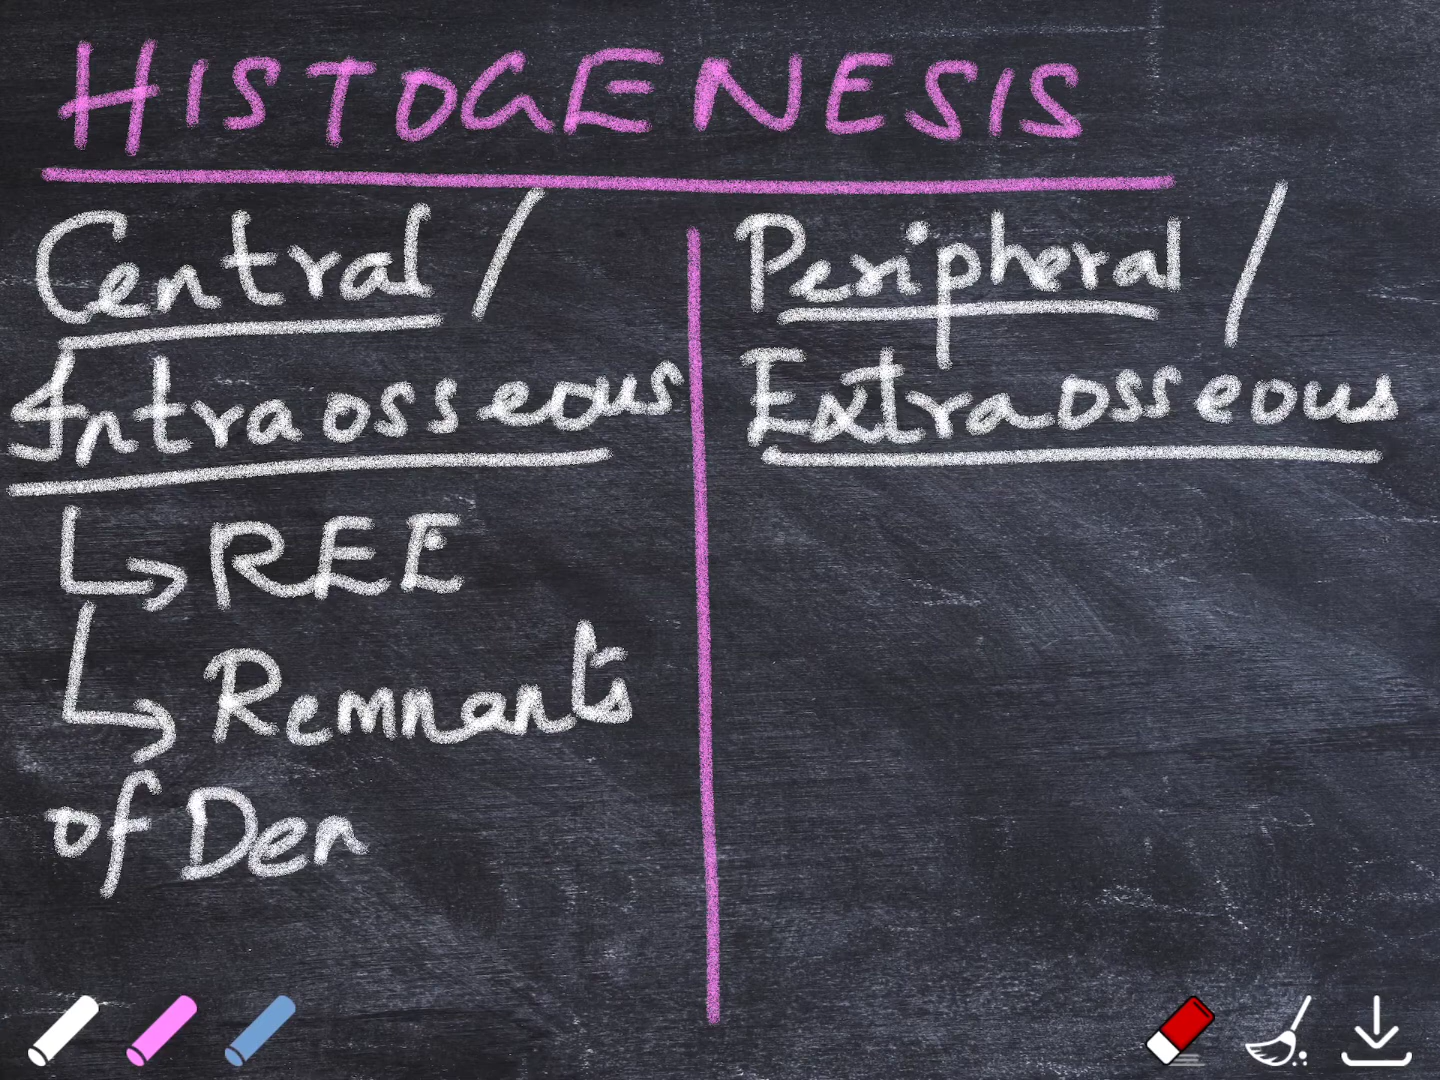 HISTOGENESIS
Central /
Intraosseous
REE
Remnants
of Den
Peripheral /
Extraosseous